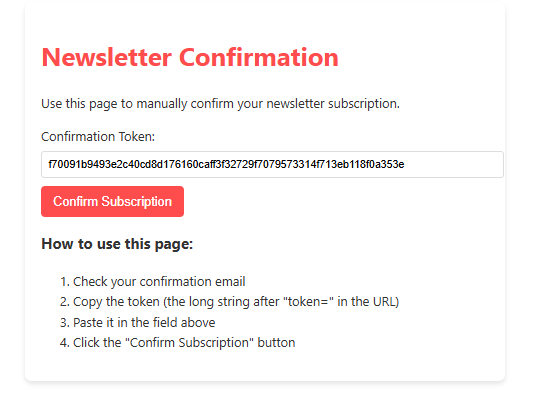 Newsletter Confirmation
Use this page to manually confirm your newsletter subscription.
Confirmation Token:
f70091b9493e2c40cd8d176160caff3f32729f7079573314f713eb118f0a353e
Confirm Subscription
How to use this page:
1. Check your confirmation email
2. Copy the token (the long string after "token=" in the URL)
3. Paste it in the field above
4. Click the "Confirm Subscription" button